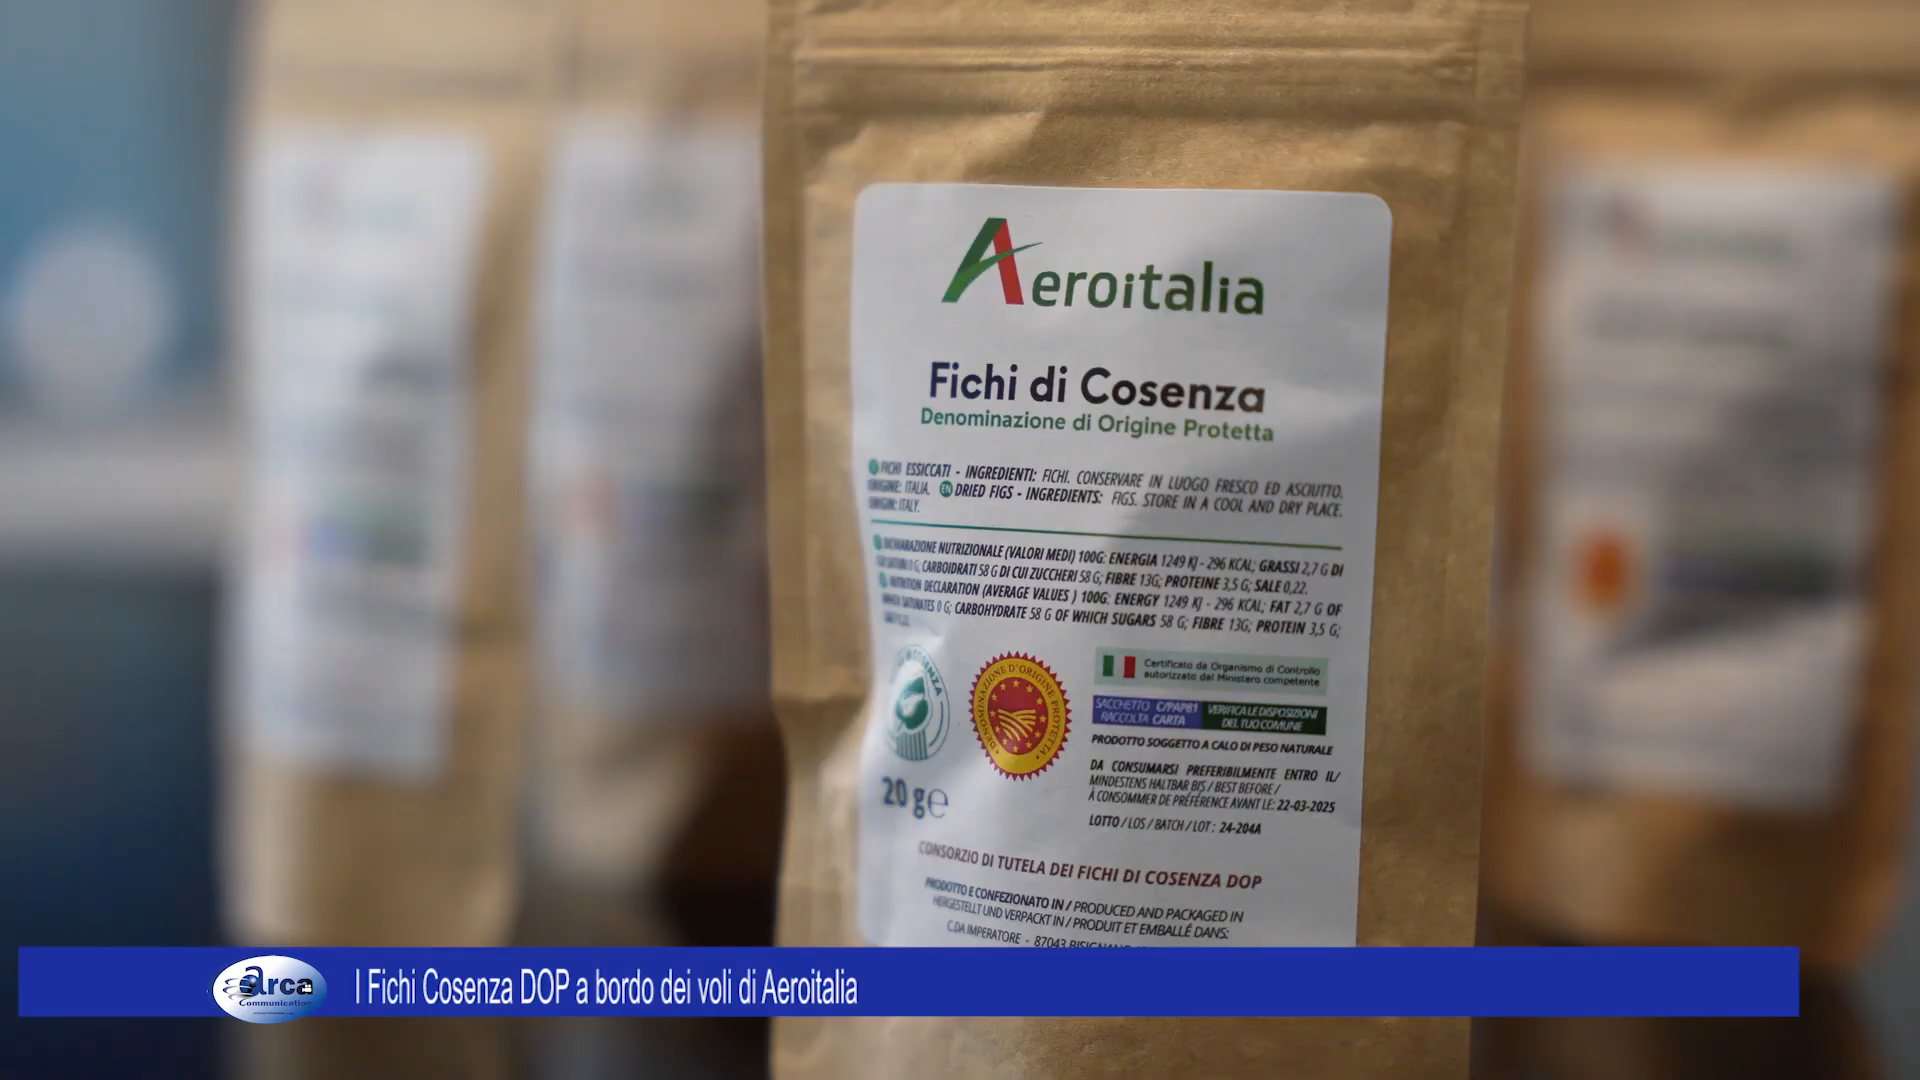 Aeroitalia
Fichi di Cosenza
Denominazione di Origine Protetta
FICHI ESSICCATI - INGREDIENTI: FICHI. CONSERVARE IN LUOGO FRESCO ED ASCIUTTO.
ORIGINE: ITALIA. EN DRIED FIGS - INGREDIENTS: FIGS. STORE IN A COOL AND DRY PLACE.
ORIGIN: ITALY.
DICHIARAZIONE NUTRIZIONALE (VALORI MEDI) 100G: ENERGIA 1249 KJ - 296 KCAL; GRASSI 2,7 G DI
CUI SATURI 0 G; CARBOIDRATI 58 G DI CUI ZUCCHERI 58 G; FIBRE 13G; PROTEINE 3,5 G; SALE 0,22.
NUTRITION DECLARATION (AVERAGE VALUES ) 100G: ENERGY 1249 KJ - 296 KCAL; FAT 2,7 G OF
WHICH SATURATES 0 G; CARBOHYDRATE 58 G OF WHICH SUGARS 58 G; FIBRE 13G; PROTEIN 3,5 G;
COSENZA
DENOMINAZIONE D'ORIGINE PROTETTA
Certificato da Organismo di Controllo
autorizzato dal Ministero competente
SACCHETTO C/PAP81
RACCOLTA CARTA
VERIFICA LE DISPOSIZIONI
DEL TUO COMUNE
PRODOTTO SOGGETTO A CALO DI PESO NATURALE
DA CONSUMARSI PREFERIBILMENTE ENTRO IL/
MINDESTENS HALTBAR BIS / BEST BEFORE /
À CONSOMMER DE PRÉFÉRENCE AVANT LE: 22-03-2025
20 g e
LOTTO / LOS / BATCH / LOT : 24-204A
CONSORZIO DI TUTELA DEI FICHI DI COSENZA DOP
PRODOTTO E CONFEZIONATO IN / PRODUCED AND PACKAGED IN
HERGESTELLT UND VERPACKT IN / PRODUIT ET EMBALLÉ DANS:
C.DA IMPERATORE - 87043 BISIGNANO
arca
Communication
I Fichi Cosenza DOP a bordo dei voli di Aeroitalia